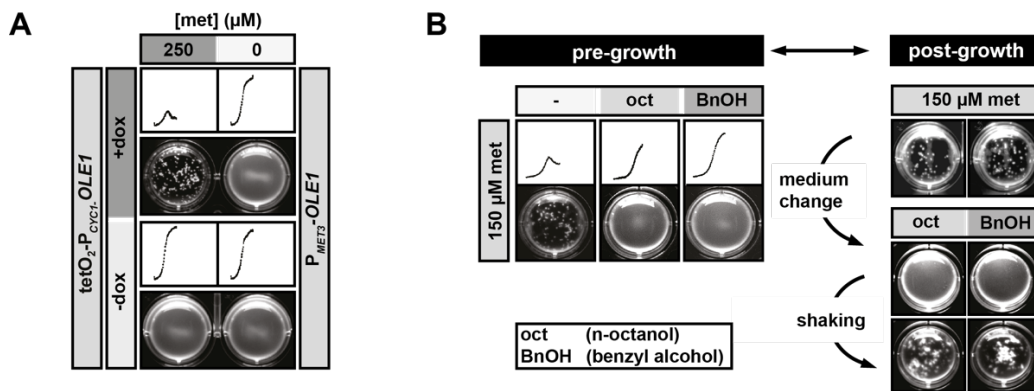 A
[met] (µM)
250 0
tetO2-PCYC1-OLE1
+dox
-dox
PMET3-OLE1
B
pre-growth
post-growth
- oct BnOH
150 µM met
150 µM met
medium
change
oct BnOH
shaking
oct (n-octanol)
BnOH (benzyl alcohol)